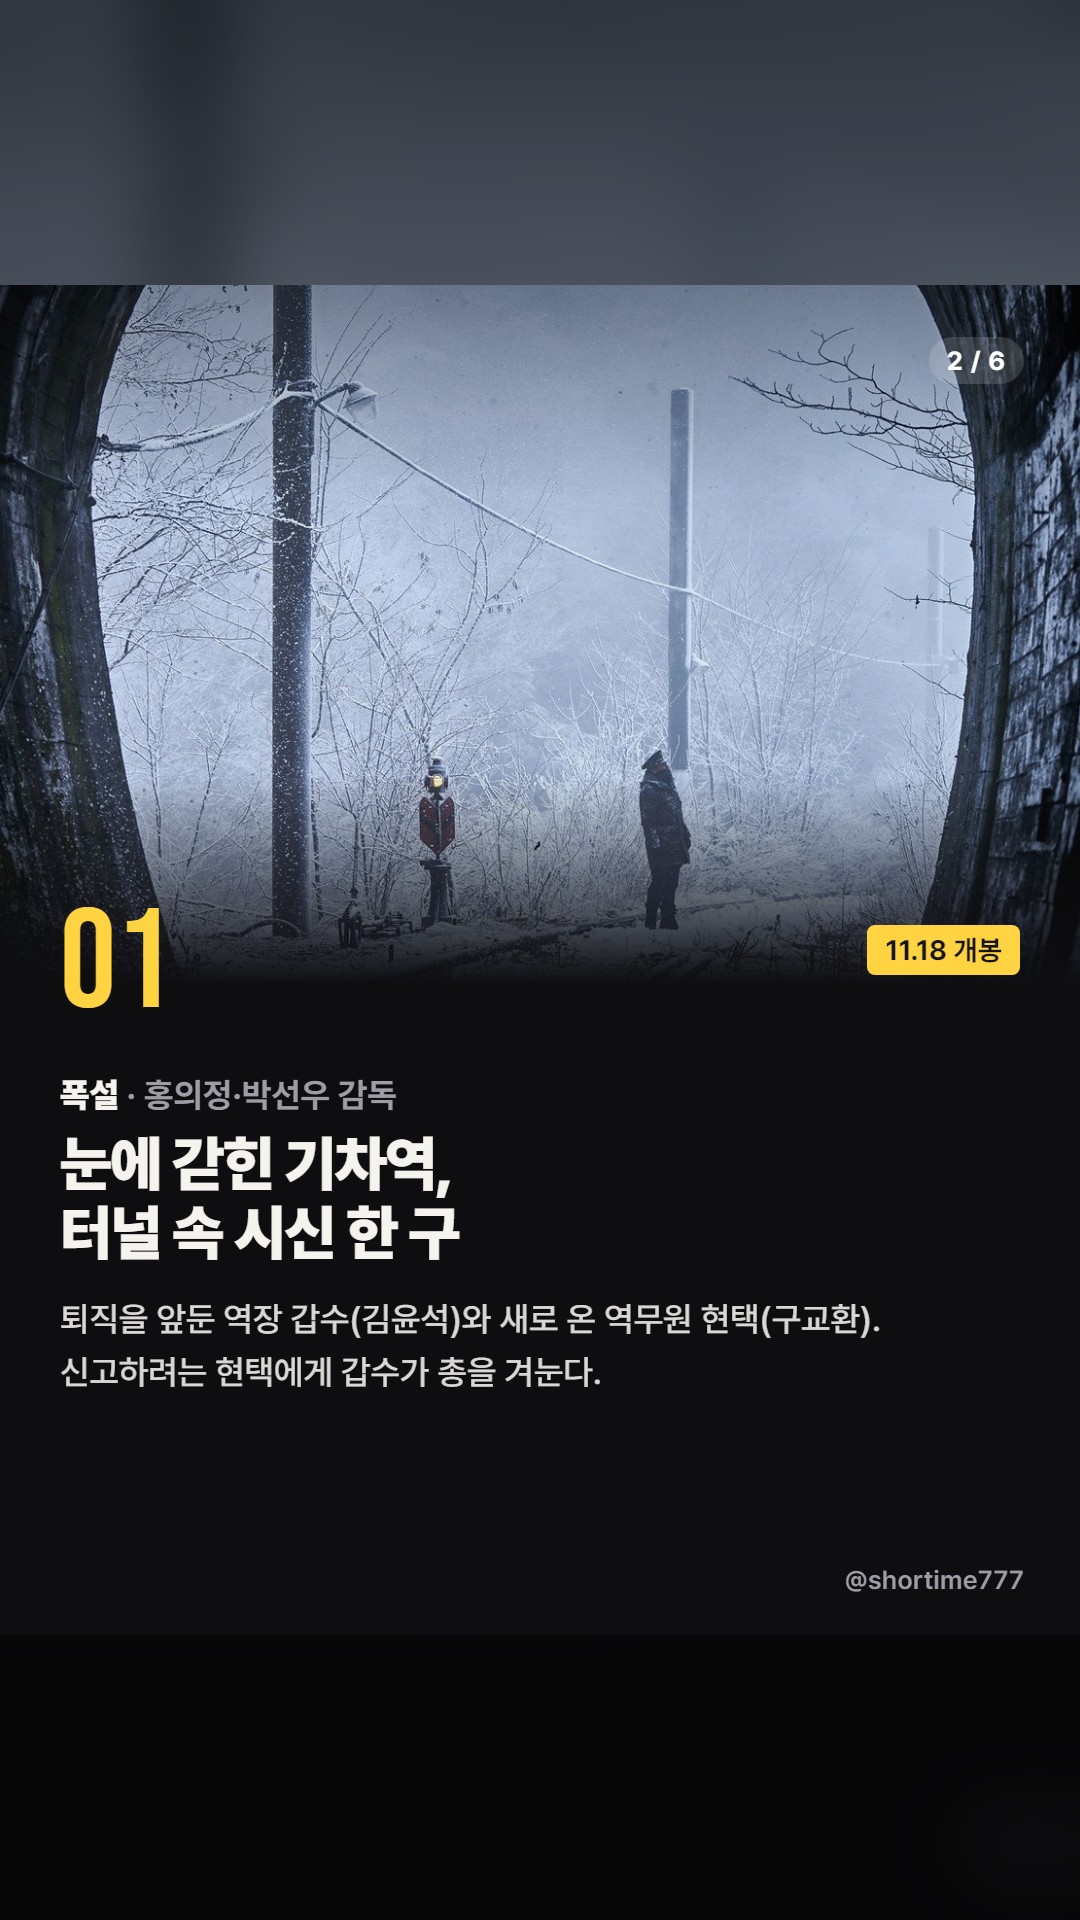 2 / 6
01
11.18 개봉
폭설 · 홍의정·박선우 감독
눈에 갇힌 기차역,
터널 속 시신 한 구
퇴직을 앞둔 역장 갑수(김윤석)와 새로 온 역무원 현택(구교환).
신고하려는 현택에게 갑수가 총을 겨눈다.
@shortime777